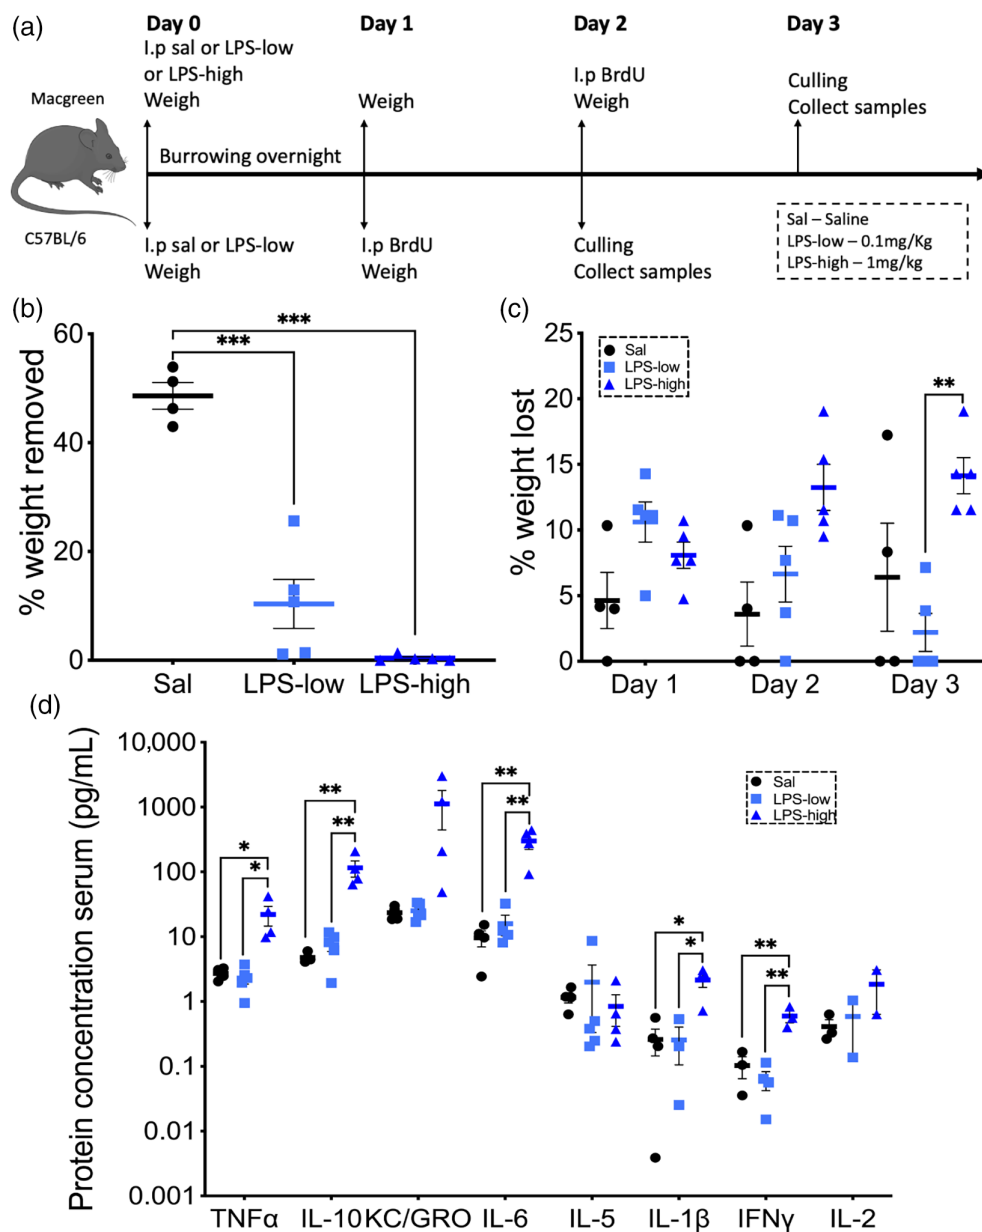 (a)
Day 0
Day 1
Day 2
Day 3
I.p sal or LPS-low
or LPS-high
Weigh
Weigh
I.p BrdU
Weigh
Culling
Collect samples
Macgreen
Burrowing overnight
C57BL/6
I.p sal or LPS-low
Weigh
I.p BrdU
Weigh
Culling
Collect samples
Sal – Saline
LPS-low – 0.1mg/Kg
LPS-high – 1mg/kg
(b)
% weight removed
60
40
20
0
***
***
Sal
LPS-low
LPS-high
(c)
% weight lost
25
20
15
10
5
0
Sal
LPS-low
LPS-high
**
Day 1
Day 2
Day 3
(d)
Protein concentration serum (pg/mL)
10,000
1000
100
10
1
0.1
0.01
0.001
Sal
LPS-low
LPS-high
*
*
**
**
**
**
*
*
**
**
TNFα
IL-10
KC/GRO
IL-6
IL-5
IL-1β
IFNγ
IL-2